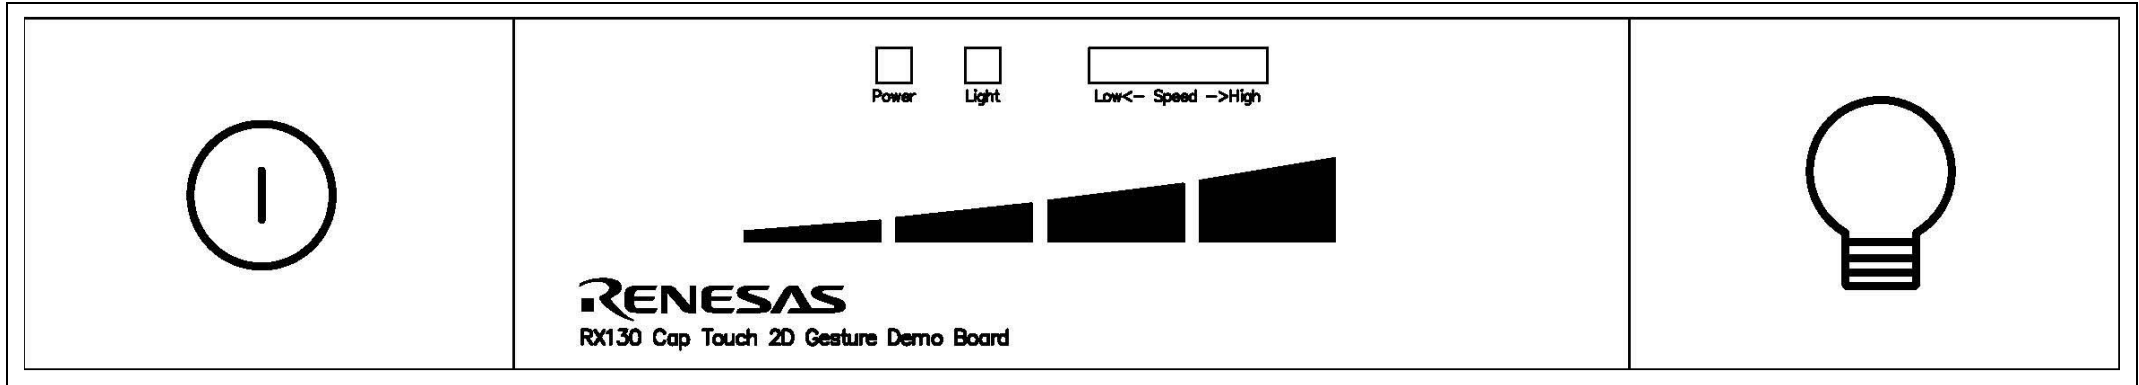 Power Light Low<- Speed ->High
RENESAS
RX130 Cap Touch 2D Gesture Demo Board